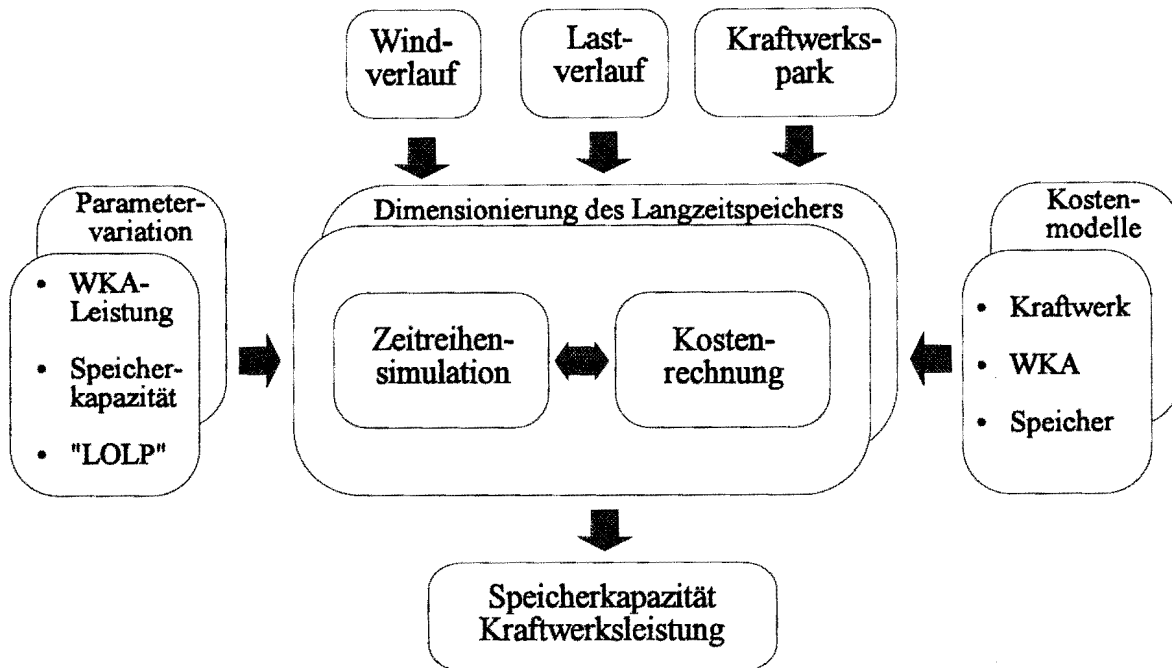 Wind-
verlauf
Last-
verlauf
Kraftwerks-
park
Parameter-
variation
• WKA-
Leistung
• Speicher-
kapazität
• "LOLP"
Dimensionierung des Langzeitspeichers
Zeitreihen-
simulation
Kosten-
rechnung
Kosten-
modelle
• Kraftwerk
• WKA
• Speicher
Speicherkapazität
Kraftwerksleistung